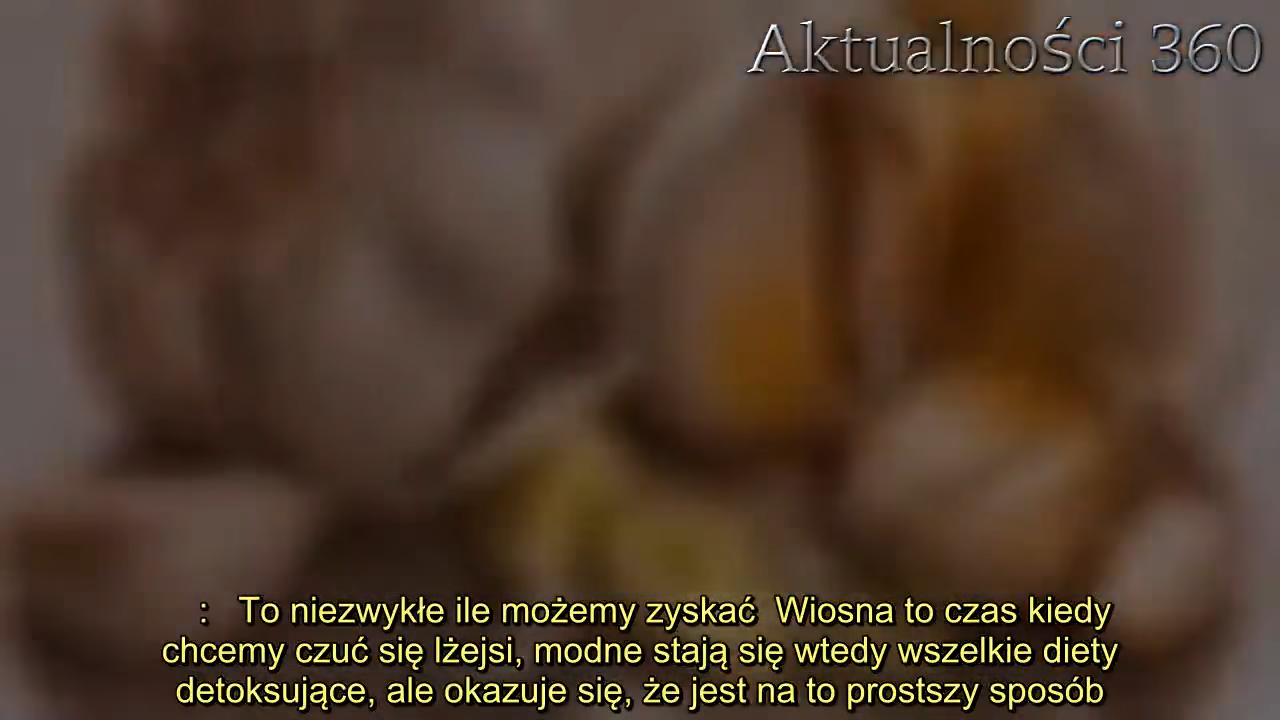 Aktualności 360
:   To niezwykłe ile możemy zyskać  Wiosna to czas kiedy
chcemy czuć się lżejsi, modne stają się wtedy wszelkie diety
detoksujące, ale okazuje się, że jest na to prostszy sposób